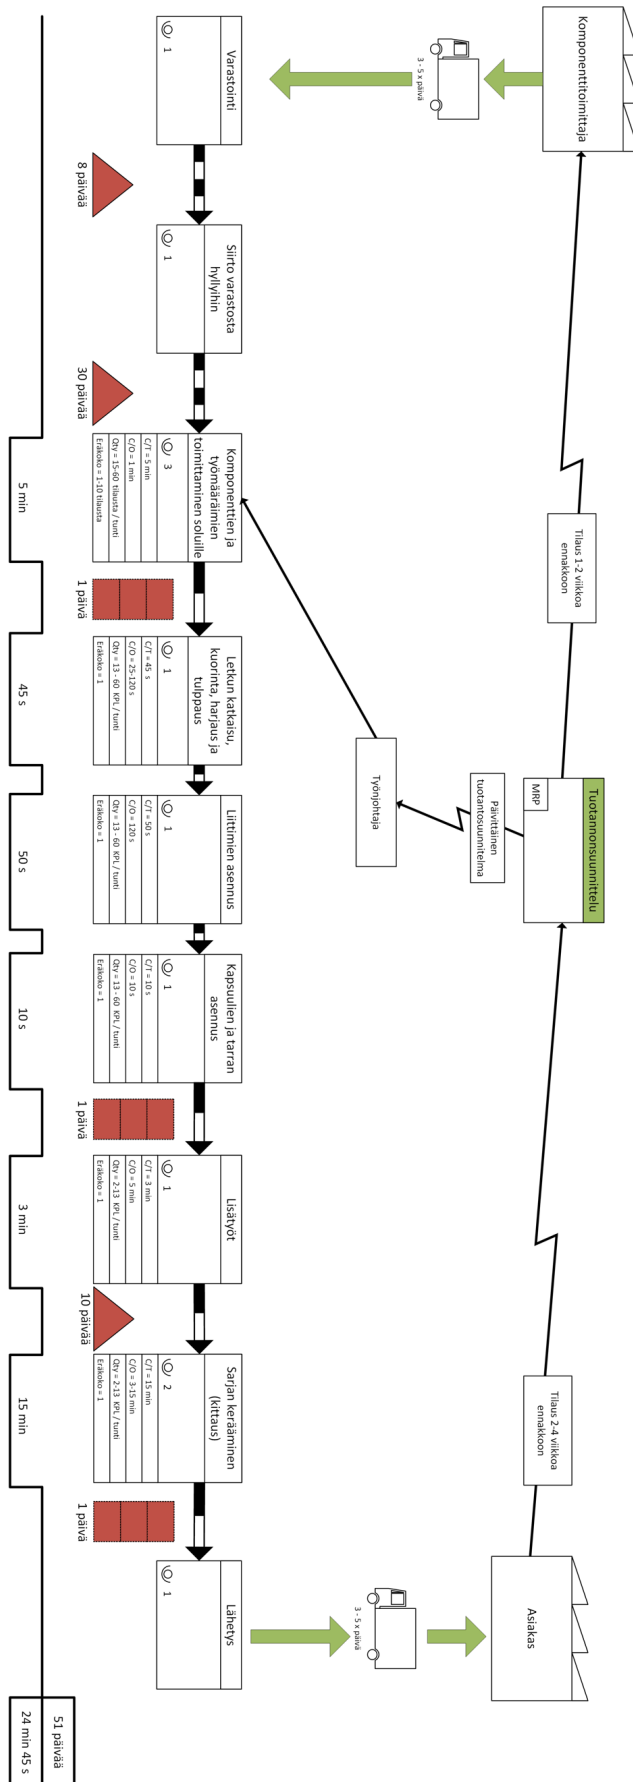 Komponenttitoimittaja
Tilaus 1-2 viikkoa
ennakkoon
Tuotannonsuunnittelu
MRP
Tilaus 2-4 viikkoa
ennakkoon
Asiakas
3 - 5 x päivä
Päivittäinen
tuotantosuunnitelma
Työnjohtaja
3 - 5 x päivä
Varastointi
1
8 päivää
Siirto varastosta
hyllyihin
1
30 päivää
Komponenttien ja
työmääräimien
toimittaminen soluille
3
C/T = 5 min
C/O = 1 min
Qty = 15-60 tilausta / tunti
Eräkoko = 1-10 tilausta
1 päivä
Letkun katkaisu,
kuorinta, harjaus ja
tulppaus
1
C/T = 45 s
C/O = 25-120 s
Qty = 13 - 60 KPL / tunti
Eräkoko = 1
Liittimien asennus
1
C/T = 50 s
C/O = 120 s
Qty = 13 - 60 KPL / tunti
Eräkoko = 1
Kapsuulien ja tarran
asennus
1
C/T = 10 s
C/O = 10 s
Qty = 13 - 60 KPL / tunti
Eräkoko = 1
1 päivä
Lisätyöt
1
C/T = 3 min
C/O = 5 min
Qty = 2-13 KPL / tunti
Eräkoko = 1
10 päivää
Sarjan kerääminen
(kittaus)
2
C/T = 15 min
C/O = 3-15 min
Qty = 2-13 KPL / tunti
Eräkoko = 1
1 päivä
Lähetys
1
5 min
45 s
50 s
10 s
3 min
15 min
51 päivää
24 min 45 s